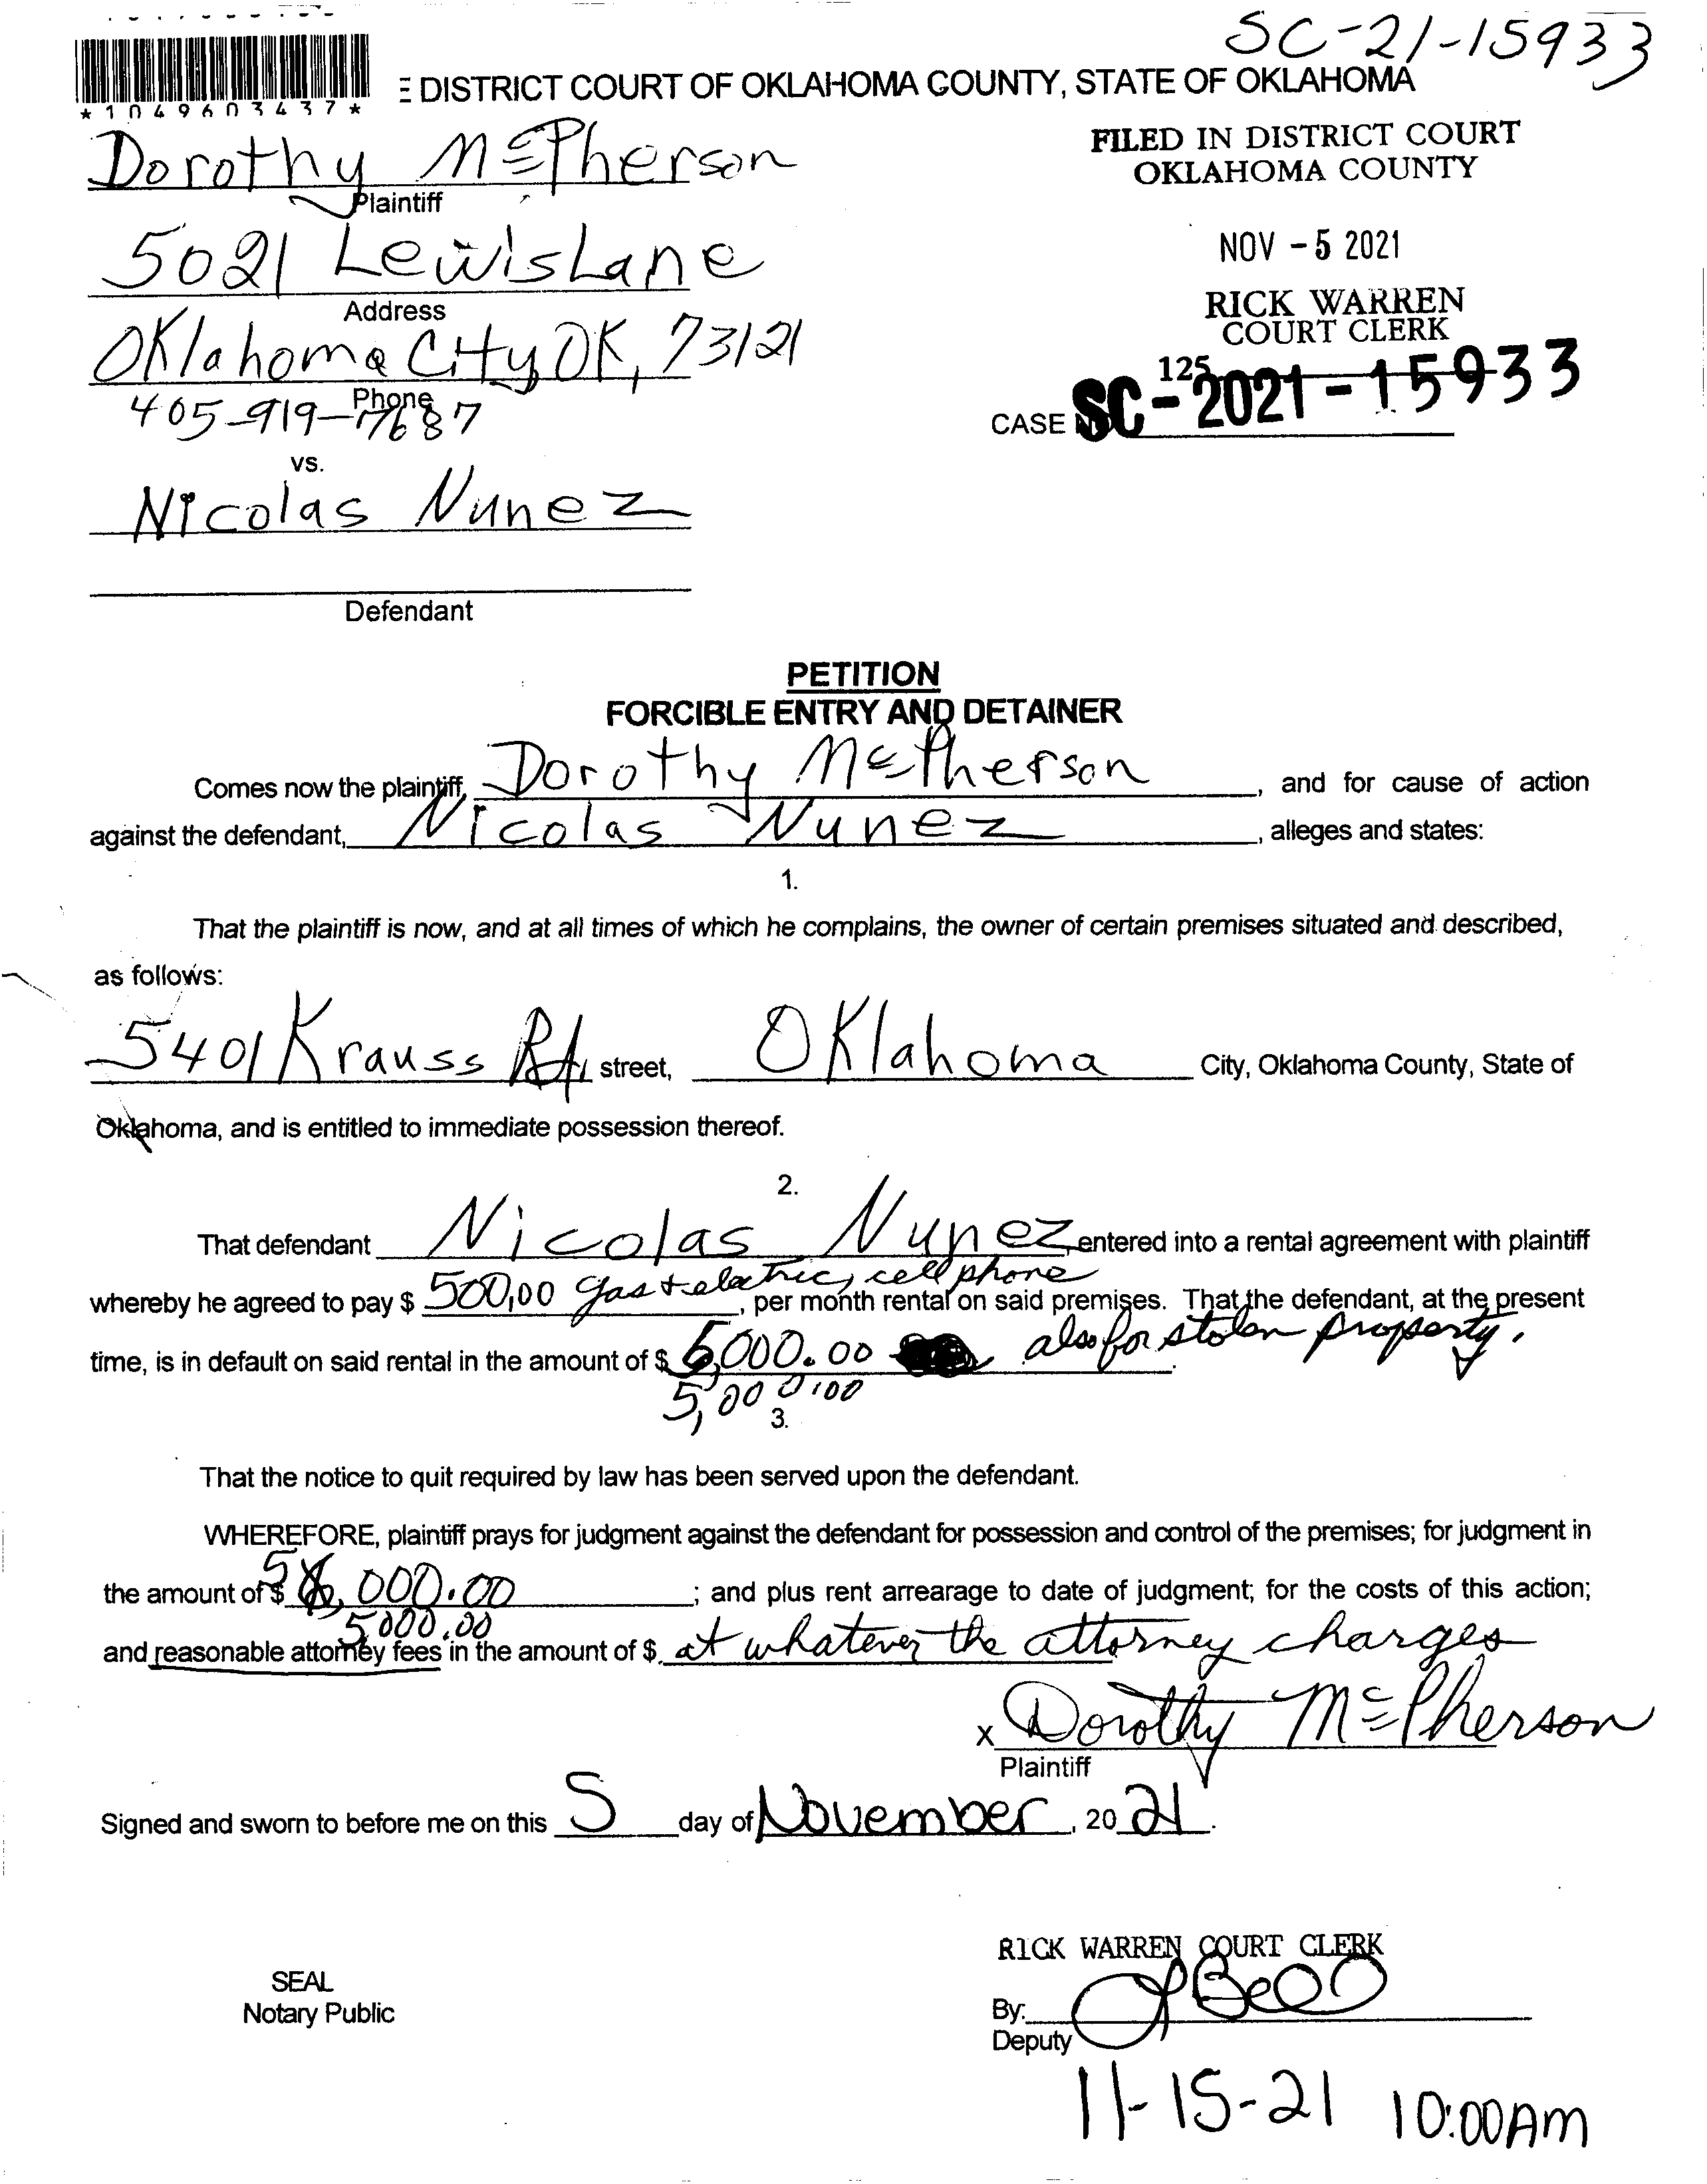 SC-21-15933
*1049603437*
E DISTRICT COURT OF OKLAHOMA COUNTY, STATE OF OKLAHOMA
Dorothy McPherson
Plaintiff
FILED IN DISTRICT COURT
OKLAHOMA COUNTY
5021 Lewis Lane
Address
NOV -5 2021
RICK WARREN
COURT CLERK
Oklahoma City OK, 73121
Phone
405-919-7687
125
CASE SC-2021-15933
vs.
Nicolas Nunez
Defendant
PETITION
FORCIBLE ENTRY AND DETAINER
Comes now the plaintiff, Dorothy McPherson, and for cause of action
against the defendant, Nicolas Nunez, alleges and states:
1.
That the plaintiff is now, and at all times of which he complains, the owner of certain premises situated and described,
as follows:
5401 Krauss Rd, street, Oklahoma City, Oklahoma County, State of
Oklahoma, and is entitled to immediate possession thereof.
2.
That defendant Nicolas Nunez entered into a rental agreement with plaintiff
whereby he agreed to pay $ 500,00 gas + electric, cell phone, per month rental on said premises. That the defendant, at the present
time, is in default on said rental in the amount of $ 5,000.00 also for stolen property.
5,000.00
3.
That the notice to quit required by law has been served upon the defendant.
WHEREFORE, plaintiff prays for judgment against the defendant for possession and control of the premises; for judgment in
the amount of $ 5,000.00; and plus rent arrearage to date of judgment; for the costs of this action;
5000.00
and reasonable attorney fees in the amount of $ at whatever the attorney charges
x Dorothy McPherson
Plaintiff
Signed and sworn to before me on this 5 day of November, 20 21.
RICK WARREN COURT CLERK
SEAL
Notary Public
By:
Deputy
11-15-21 10:00AM